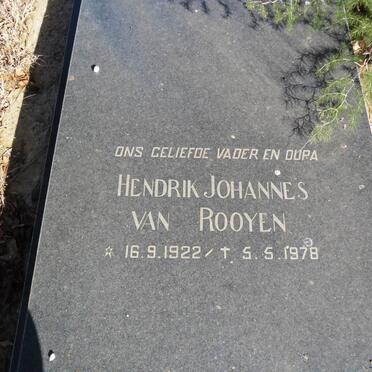 ONS GELIEFDE VADER EN OUPA
HENDRIK JOHANNES
VAN ROOYEN
☆ 16.9.1922 / † 5.5.1978